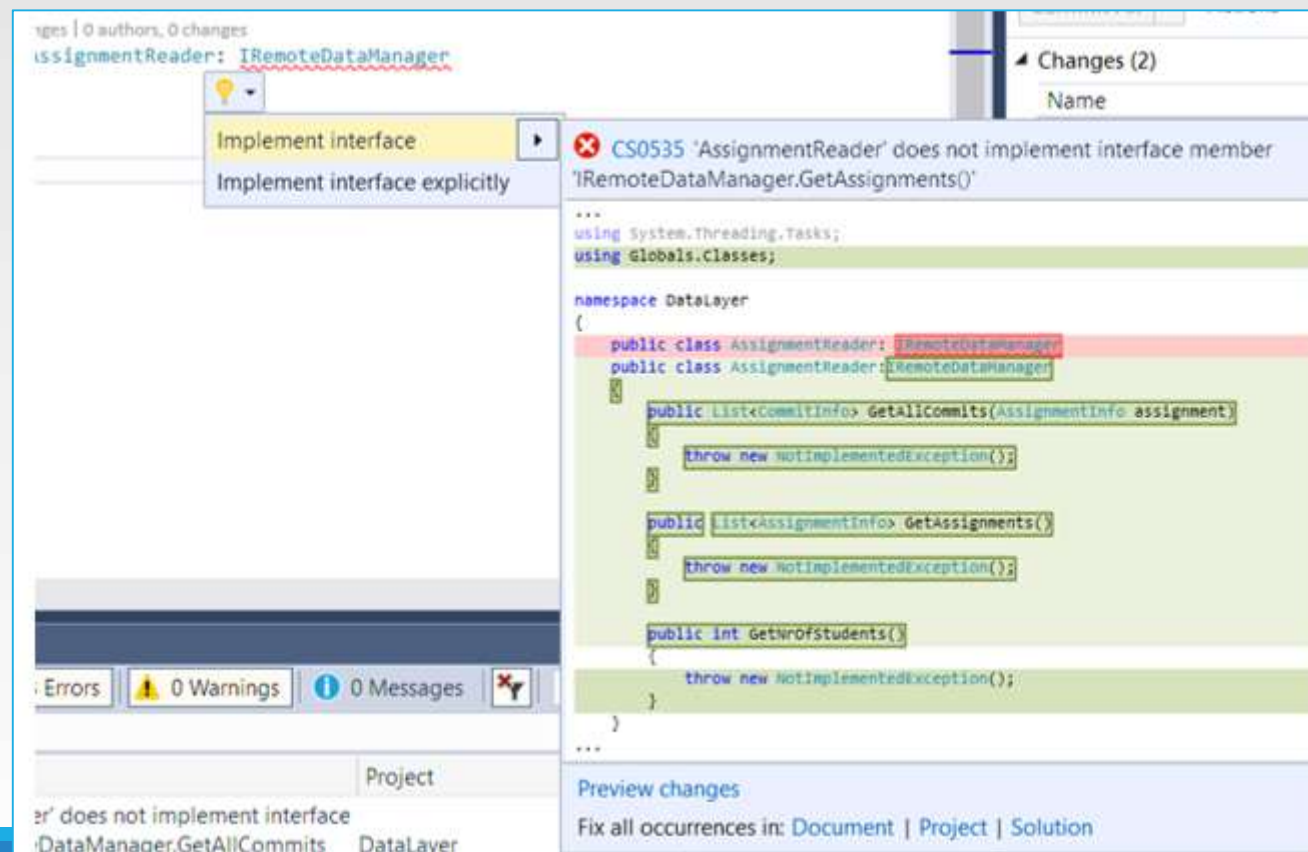 0 authors, 0 changes
IRemoteDataManager
Implement interface
Implement interface explicitly
Changes (2)
Name
CS0535 'AssignmentReader' does not implement interface member
'IRemoteDataManager.GetAssignments()'
...
using System.Threading.Tasks;
using Globals.Classes;
namespace DataLayer
{
public class AssignmentReader: IRemoteDataManager
public class AssignmentReader:IRemoteDataManager
{
public List<CommitInfo> GetAllCommits(AssignmentInfo assignment)
{
throw new NotImplementedException();
}
public List<AssignmentInfo> GetAssignments()
{
throw new NotImplementedException();
}
public int GetNrOfStudents()
{
throw new NotImplementedException();
}
}
...
Errors 0 Warnings 0 Messages
Project
does not implement interface
DataManager.GetAllCommits DataLayer
Preview changes
Fix all occurrences in: Document | Project | Solution